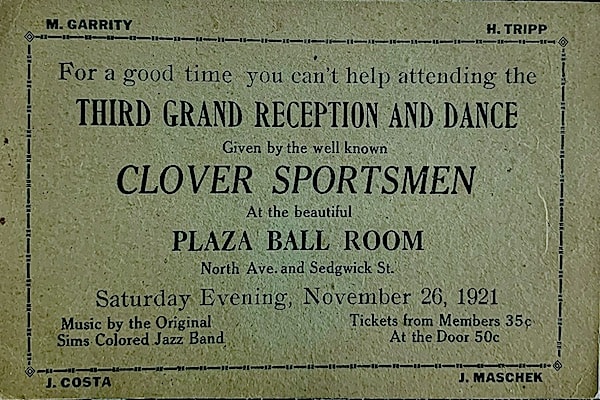 M. GARRITY
H. TRIPP
For a good time you can't help attending the
THIRD GRAND RECEPTION AND DANCE
Given by the well known
CLOVER SPORTSMEN
At the beautiful
PLAZA BALL ROOM
North Ave. and Sedgwick St.
Saturday Evening, November 26, 1921
Music by the Original
Sims Colored Jazz Band
Tickets from Members 35c
At the Door 50c
J. COSTA
J. MASCHEK